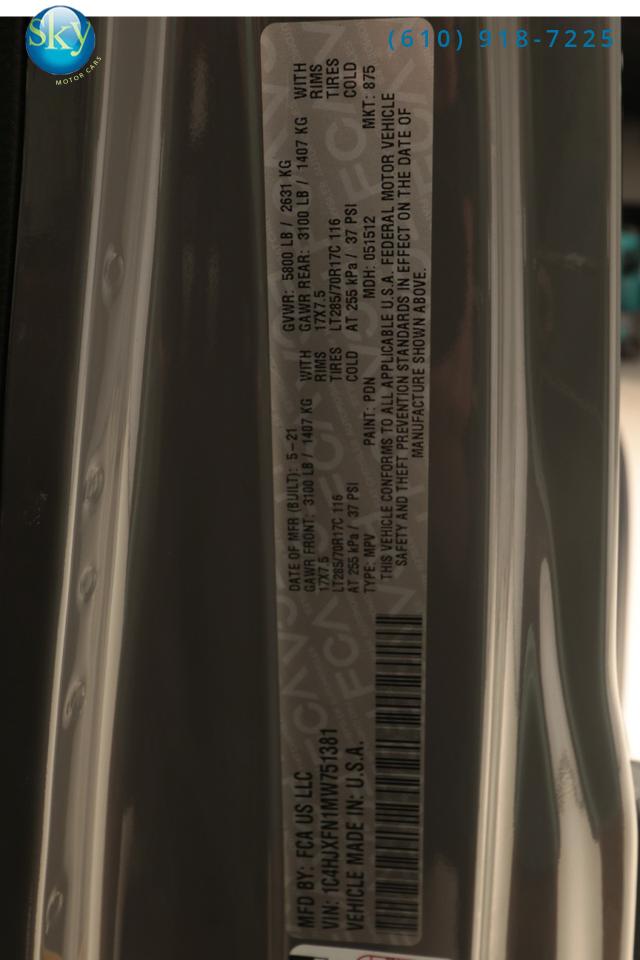 sky
MOTOR CARS
(610) 918-7225
MFD BY: FCA US LLC
VIN: 1C4HJXFN1MW751381
VEHICLE MADE IN: U.S.A.
DATE OF MFR (BUILT): 5-21
GVWR: 5800 LB / 2631 KG
GAWR FRONT: 3100 LB / 1407 KG WITH
17X7.5 RIMS
LT285/70R17C 116 TIRES
AT 255 kPa / 37 PSI COLD
GAWR REAR: 3100 LB / 1407 KG WITH
17X7.5 RIMS
LT285/70R17C 116 TIRES
AT 255 kPa / 37 PSI COLD
TYPE: MPV PAINT: PDN MDH: 051512 MKT: 875
THIS VEHICLE CONFORMS TO ALL APPLICABLE U.S.A. FEDERAL MOTOR VEHICLE
SAFETY AND THEFT PREVENTION STANDARDS IN EFFECT ON THE DATE OF
MANUFACTURE SHOWN ABOVE.